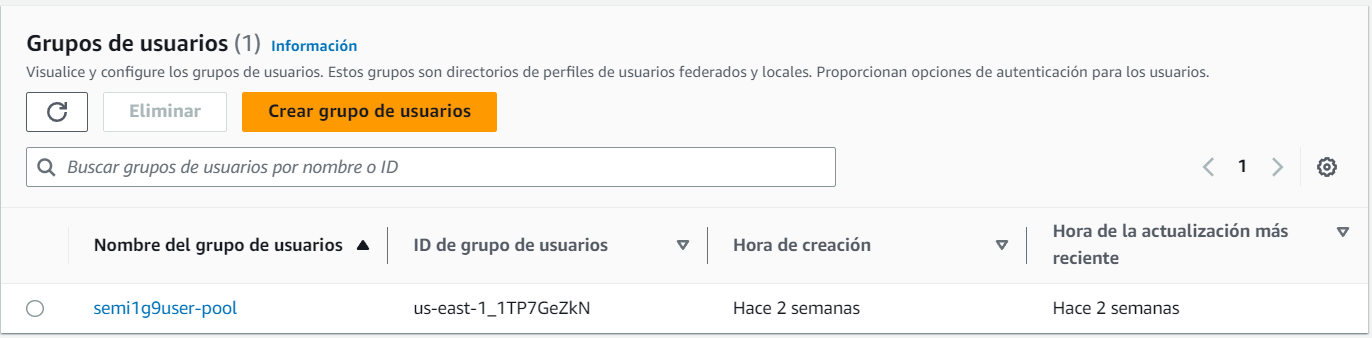 Grupos de usuarios (1) Información
Visualice y configure los grupos de usuarios. Estos grupos son directorios de perfiles de usuarios federados y locales. Proporcionan opciones de autenticación para los usuarios.
Eliminar Crear grupo de usuarios
Buscar grupos de usuarios por nombre o ID
1
Nombre del grupo de usuarios ID de grupo de usuarios Hora de creación Hora de la actualización más
reciente
semi1g9user-pool us-east-1_1TP7GeZkN Hace 2 semanas Hace 2 semanas